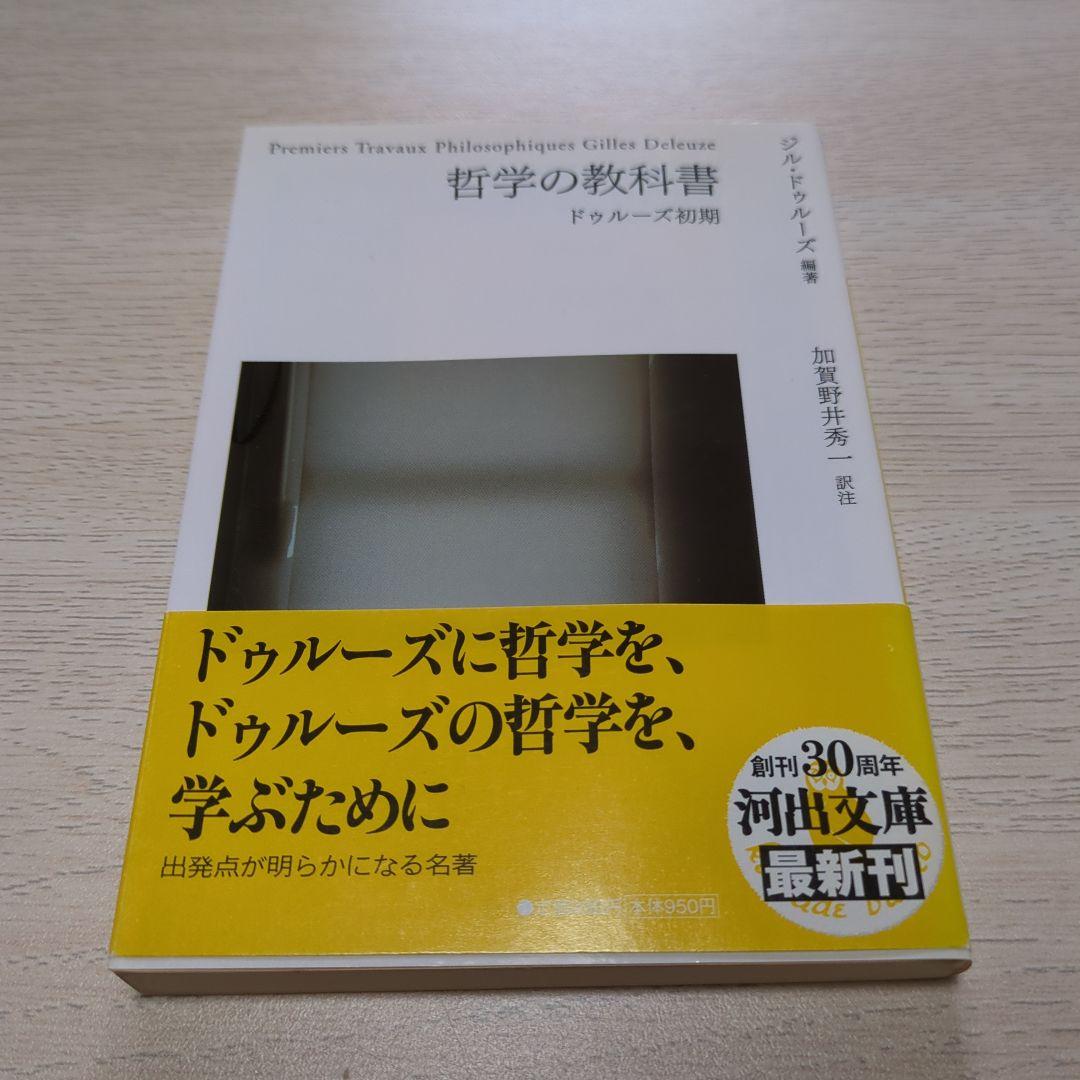 Premiers Travaux Philosophiques Gilles Deleuze
哲学の教科書
ドゥルーズ初期
ジル・ドゥルーズ 編著
加賀野井秀一 訳注
ドゥルーズに哲学を、
ドゥルーズの哲学を、
学ぶために
出発点が明らかになる名著
本体950円
創刊30周年
河出文庫
最新刊